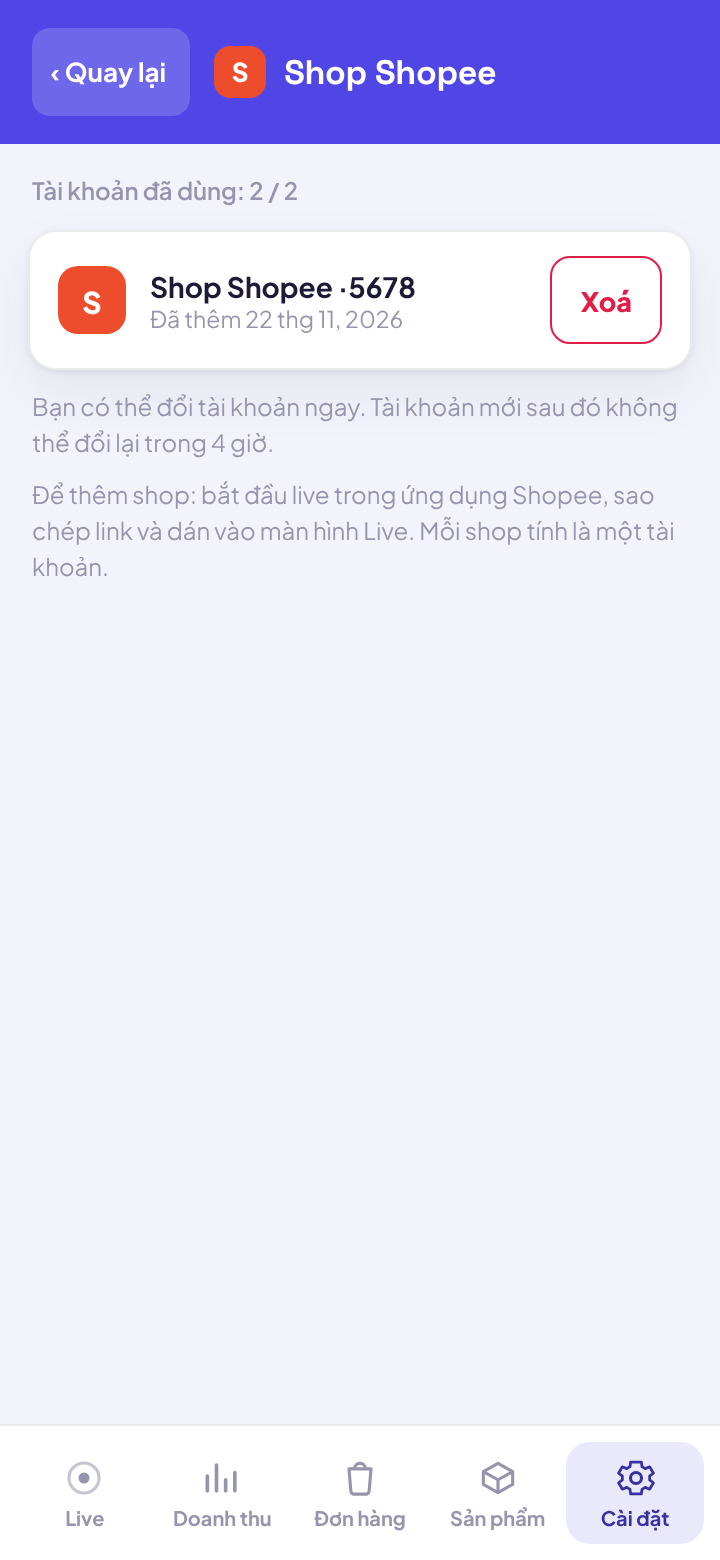 ‹ Quay lại
S
Shop Shopee
Tài khoản đã dùng: 2 / 2
S
Shop Shopee ·5678
Đã thêm 22 thg 11, 2026
Xoá
Bạn có thể đổi tài khoản ngay. Tài khoản mới sau đó không
thể đổi lại trong 4 giờ.
Để thêm shop: bắt đầu live trong ứng dụng Shopee, sao
chép link và dán vào màn hình Live. Mỗi shop tính là một tài
khoản.
Live
Doanh thu
Đơn hàng
Sản phẩm
Cài đặt